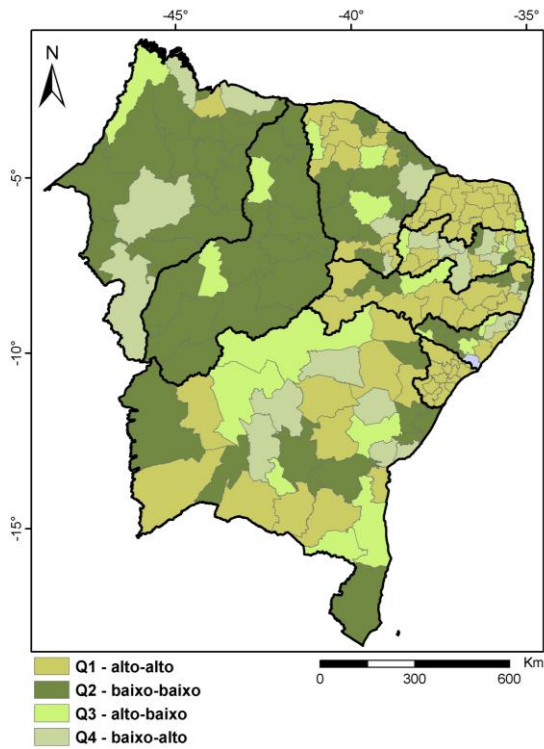 -45° -40° -35°
N
-5°
-10°
-15°
Q1 - alto-alto
Q2 - baixo-baixo
Q3 - alto-baixo
Q4 - baixo-alto
Km
0 300 600